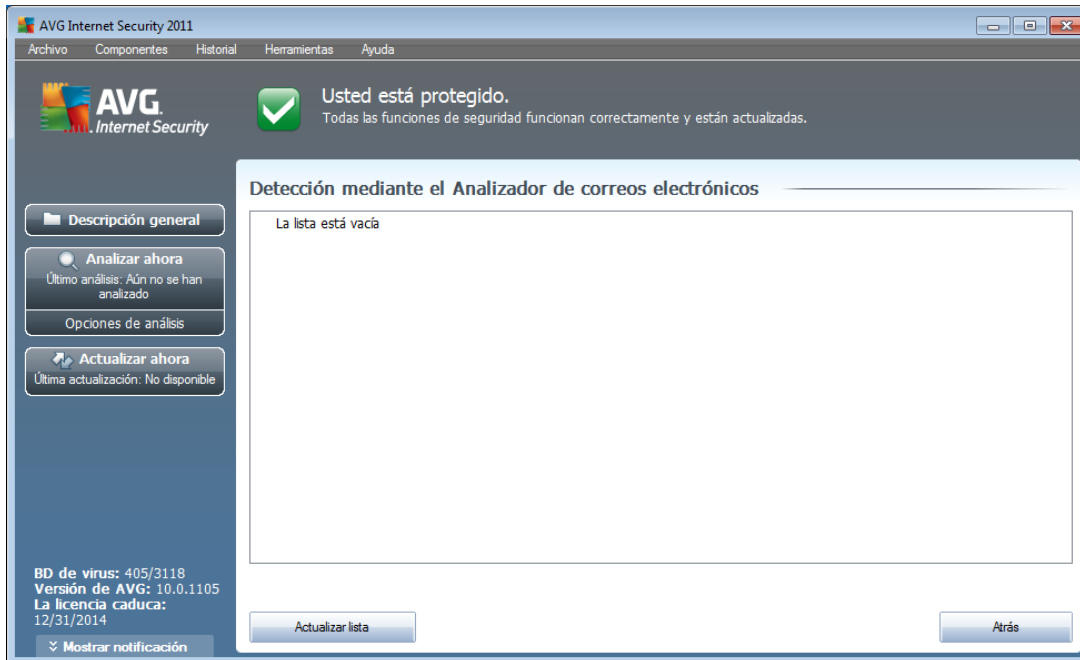 AVG Internet Security 2011
Archivo Componentes Historial Herramientas Ayuda
AVG.
Internet Security
Usted está protegido.
Todas las funciones de seguridad funcionan correctamente y están actualizadas.
Detección mediante el Analizador de correos electrónicos
La lista está vacía
Descripción general
Analizar ahora
Último análisis: Aún no se han
analizado
Opciones de análisis
Actualizar ahora
Última actualización: No disponible
BD de virus: 405/3118
Versión de AVG: 10.0.1105
La licencia caduca:
12/31/2014
Mostrar notificación
Actualizar lista
Atrás